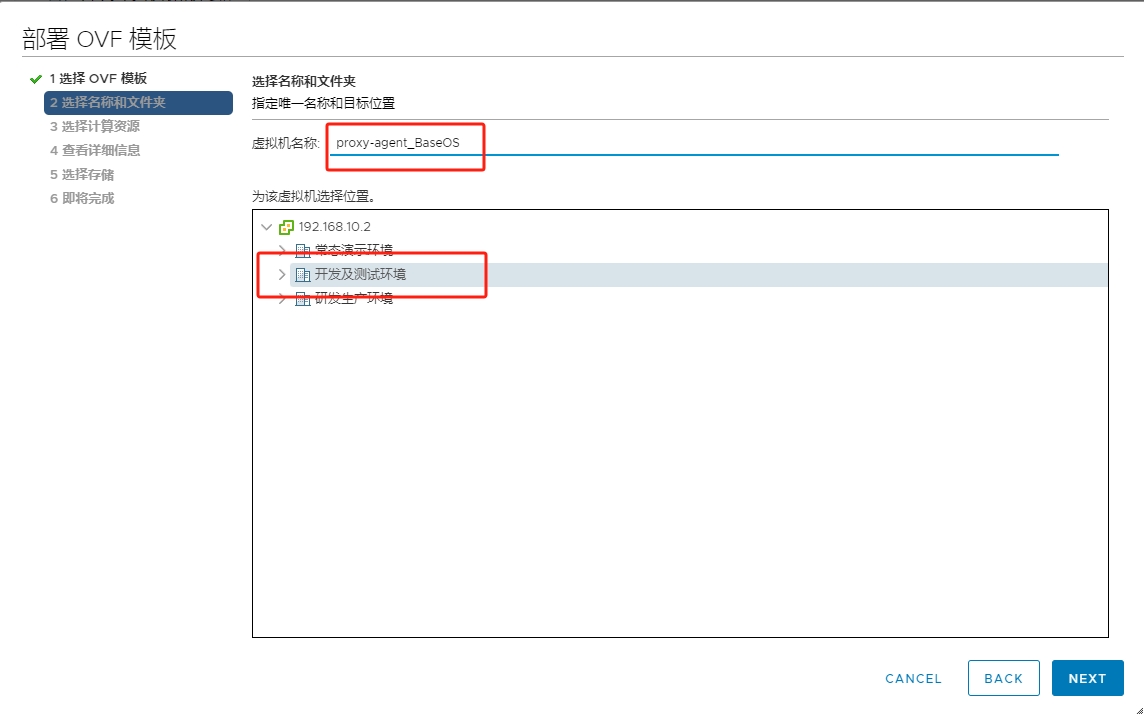 部署 OVF 模板
1 选择 OVF 模板
2 选择名称和文件夹
3 选择计算资源
4 查看详细信息
5 选择存储
6 即将完成
选择名称和文件夹
指定唯一名称和目标位置
虚拟机名称: proxy-agent_BaseOS
为该虚拟机选择位置。
192.168.10.2
常态演示环境
开发及测试环境
研发生产环境
CANCEL BACK NEXT